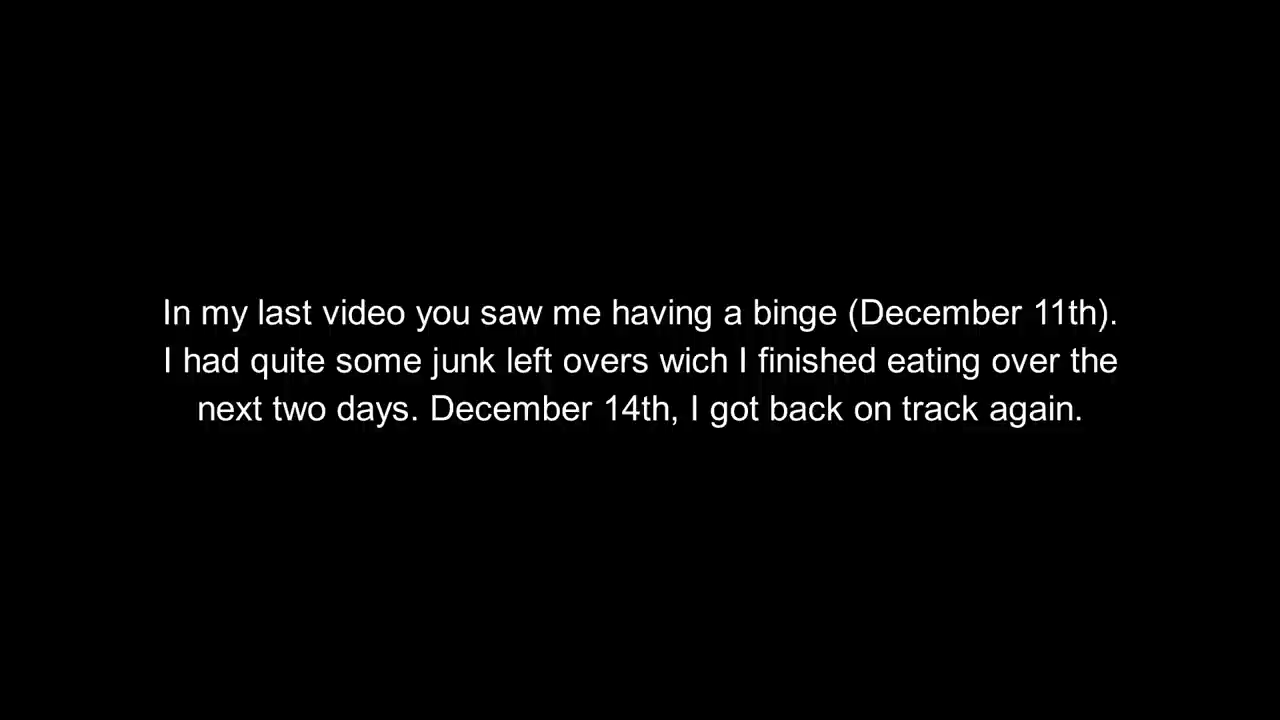 In my last video you saw me having a binge (December 11th).
I had quite some junk left overs wich I finished eating over the
next two days. December 14th, I got back on track again.